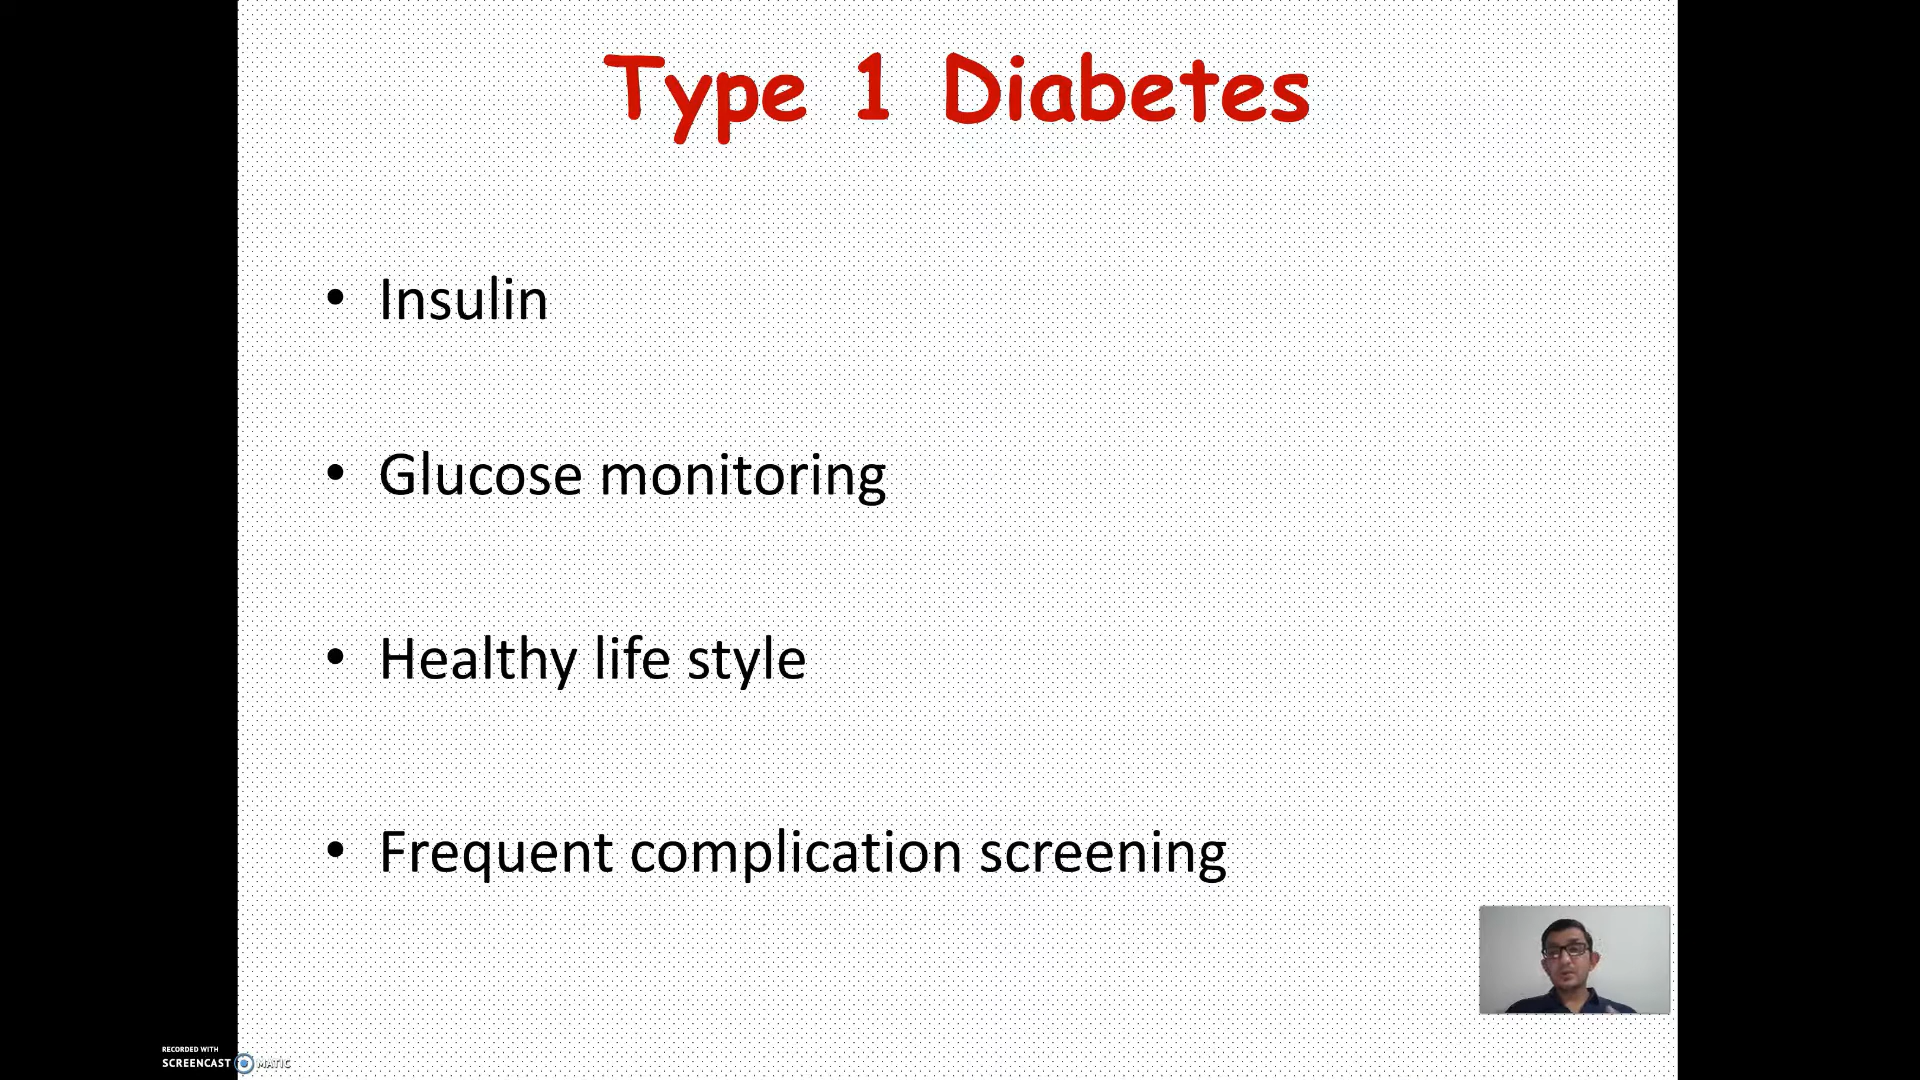 Type 1 Diabetes
• Insulin
• Glucose monitoring
• Healthy life style
• Frequent complication screening
RECORDED WITH
SCREENCAST MATIC